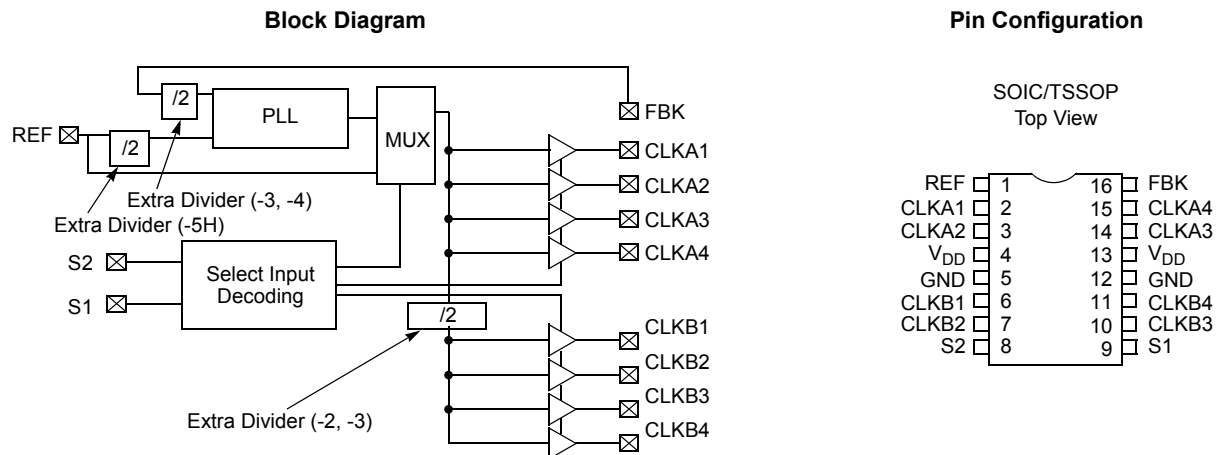 Block Diagram
/2
PLL
MUX
FBK
REF
/2
CLKA1
CLKA2
CLKA3
CLKA4
Extra Divider (-3, -4)
Extra Divider (-5H)
S2
S1
Select Input
Decoding
/2
CLKB1
CLKB2
CLKB3
CLKB4
Extra Divider (-2, -3)
Pin Configuration
SOIC/TSSOP
Top View
REF 1 16 FBK
CLKA1 2 15 CLKA4
CLKA2 3 14 CLKA3
VDD 4 13 VDD
GND 5 12 GND
CLKB1 6 11 CLKB4
CLKB2 7 10 CLKB3
S2 8 9 S1